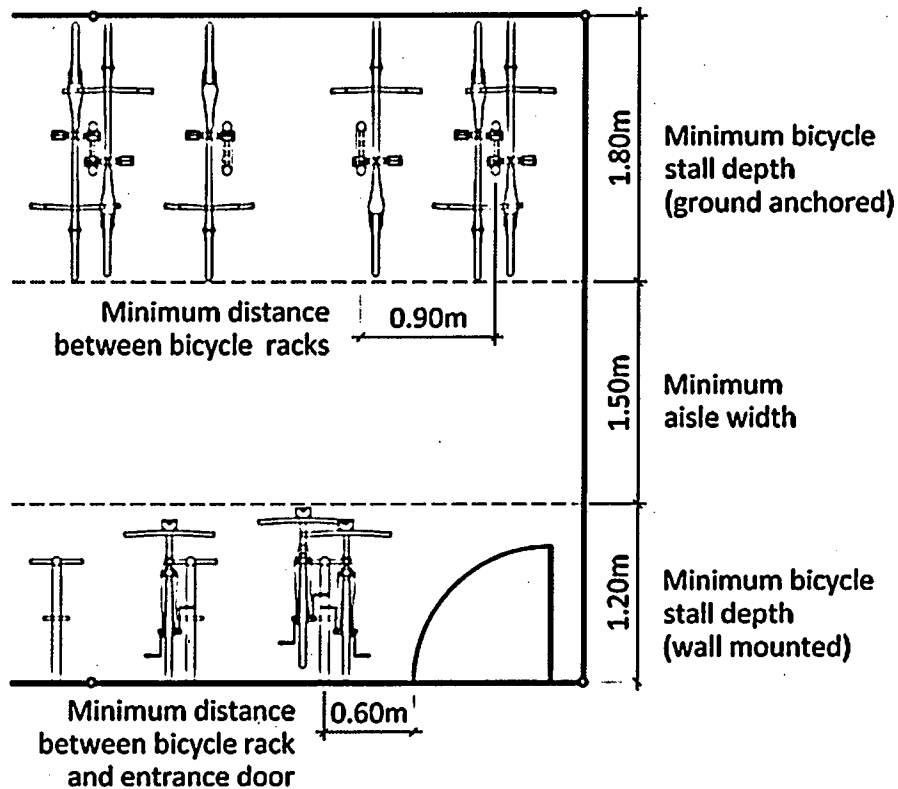 1.80m
Minimum bicycle
stall depth
(ground anchored)
Minimum distance
between bicycle racks
0.90m
1.50m
Minimum
aisle width
1.20m
Minimum bicycle
stall depth
(wall mounted)
Minimum distance
between bicycle rack
and entrance door
0.60m